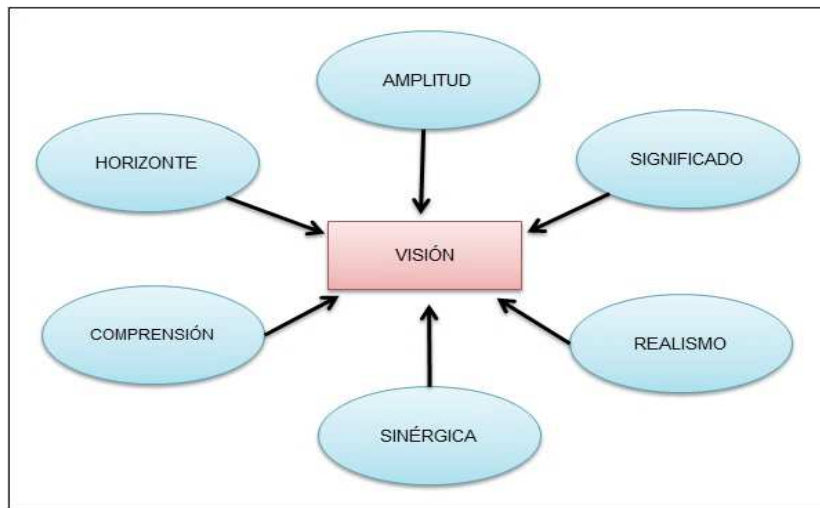 AMPLITUD
HORIZONTE
SIGNIFICADO
VISIÓN
COMPRENSIÓN
REALISMO
SINÉRGICA